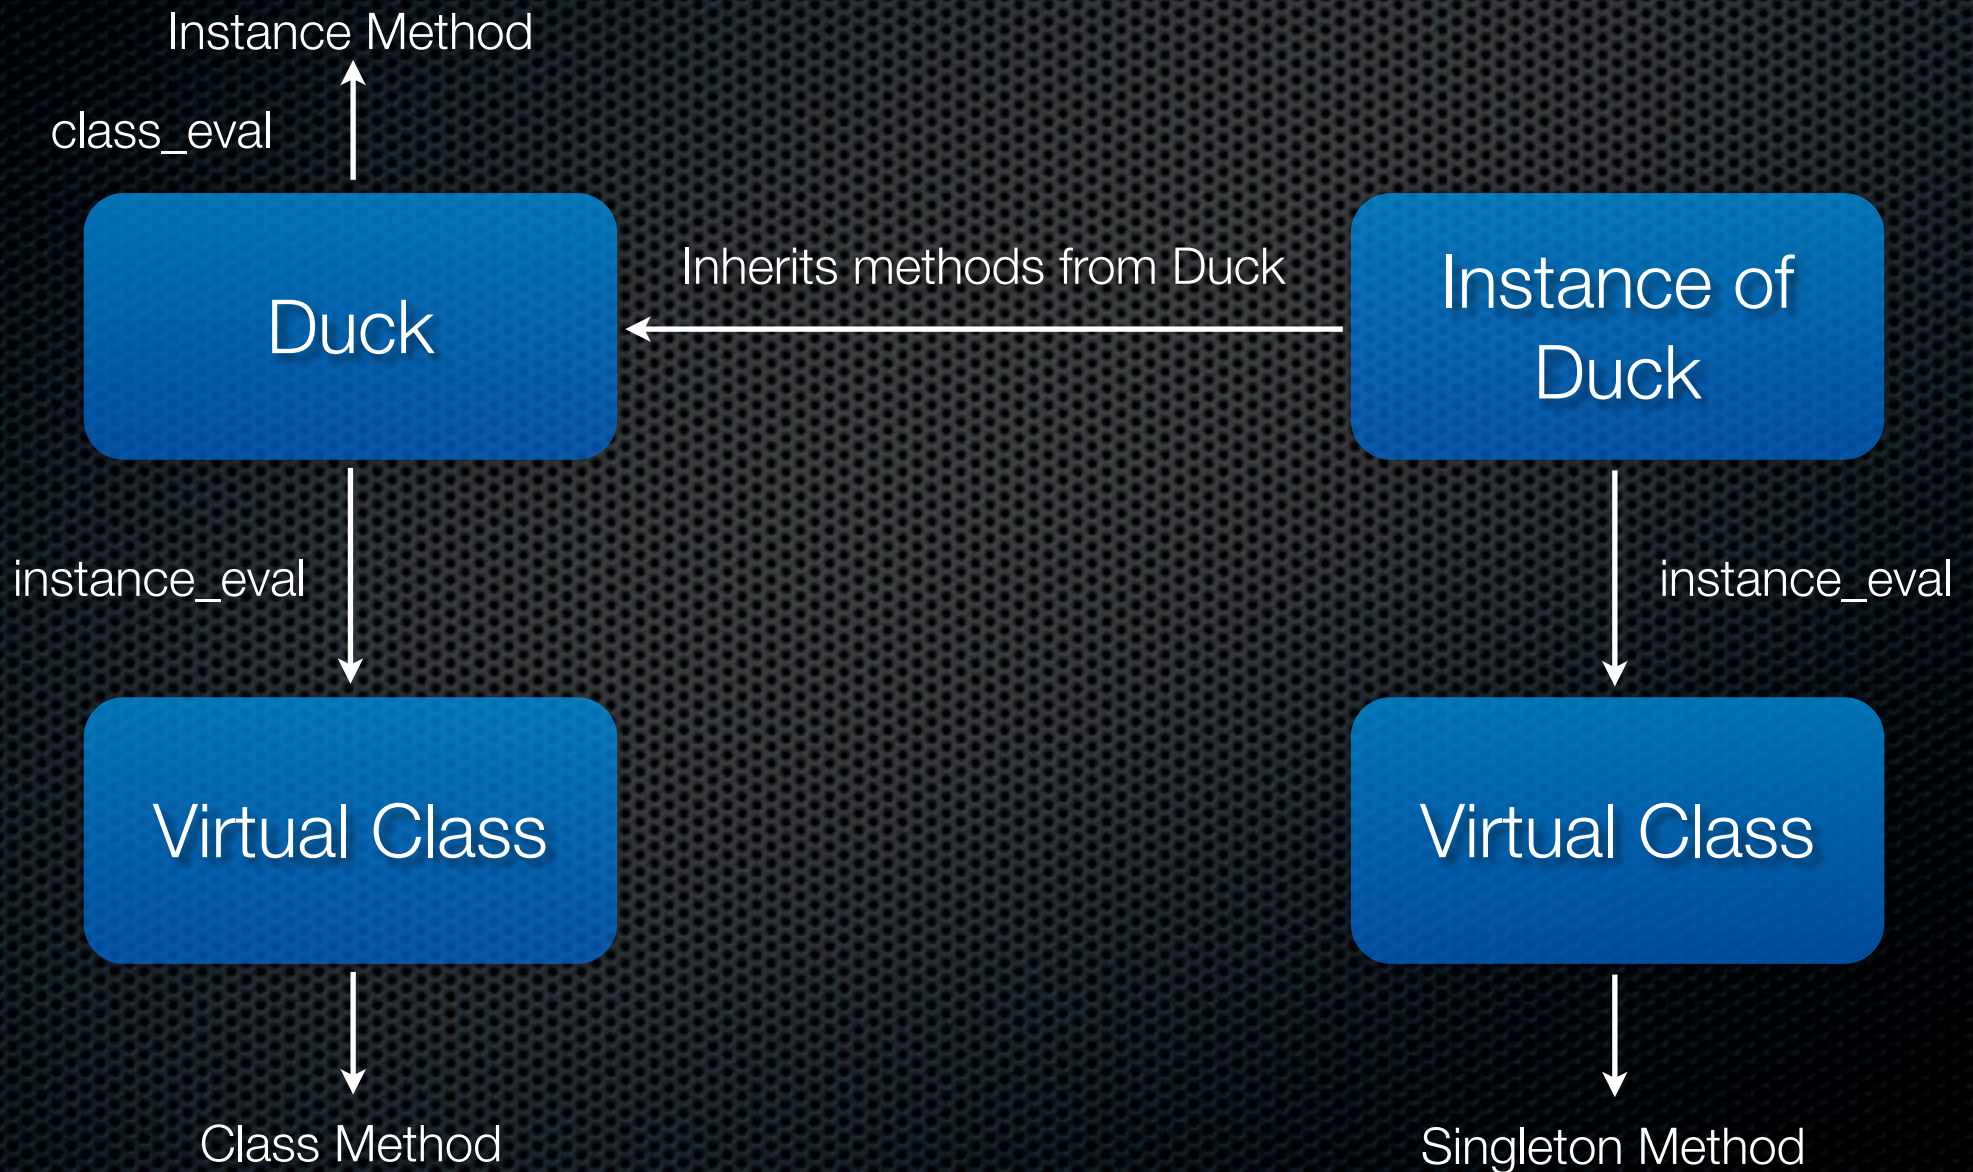 Instance Method
class_eval
Duck
Inherits methods from Duck
Instance of
Duck
instance_eval
instance_eval
Virtual Class
Virtual Class
Class Method
Singleton Method